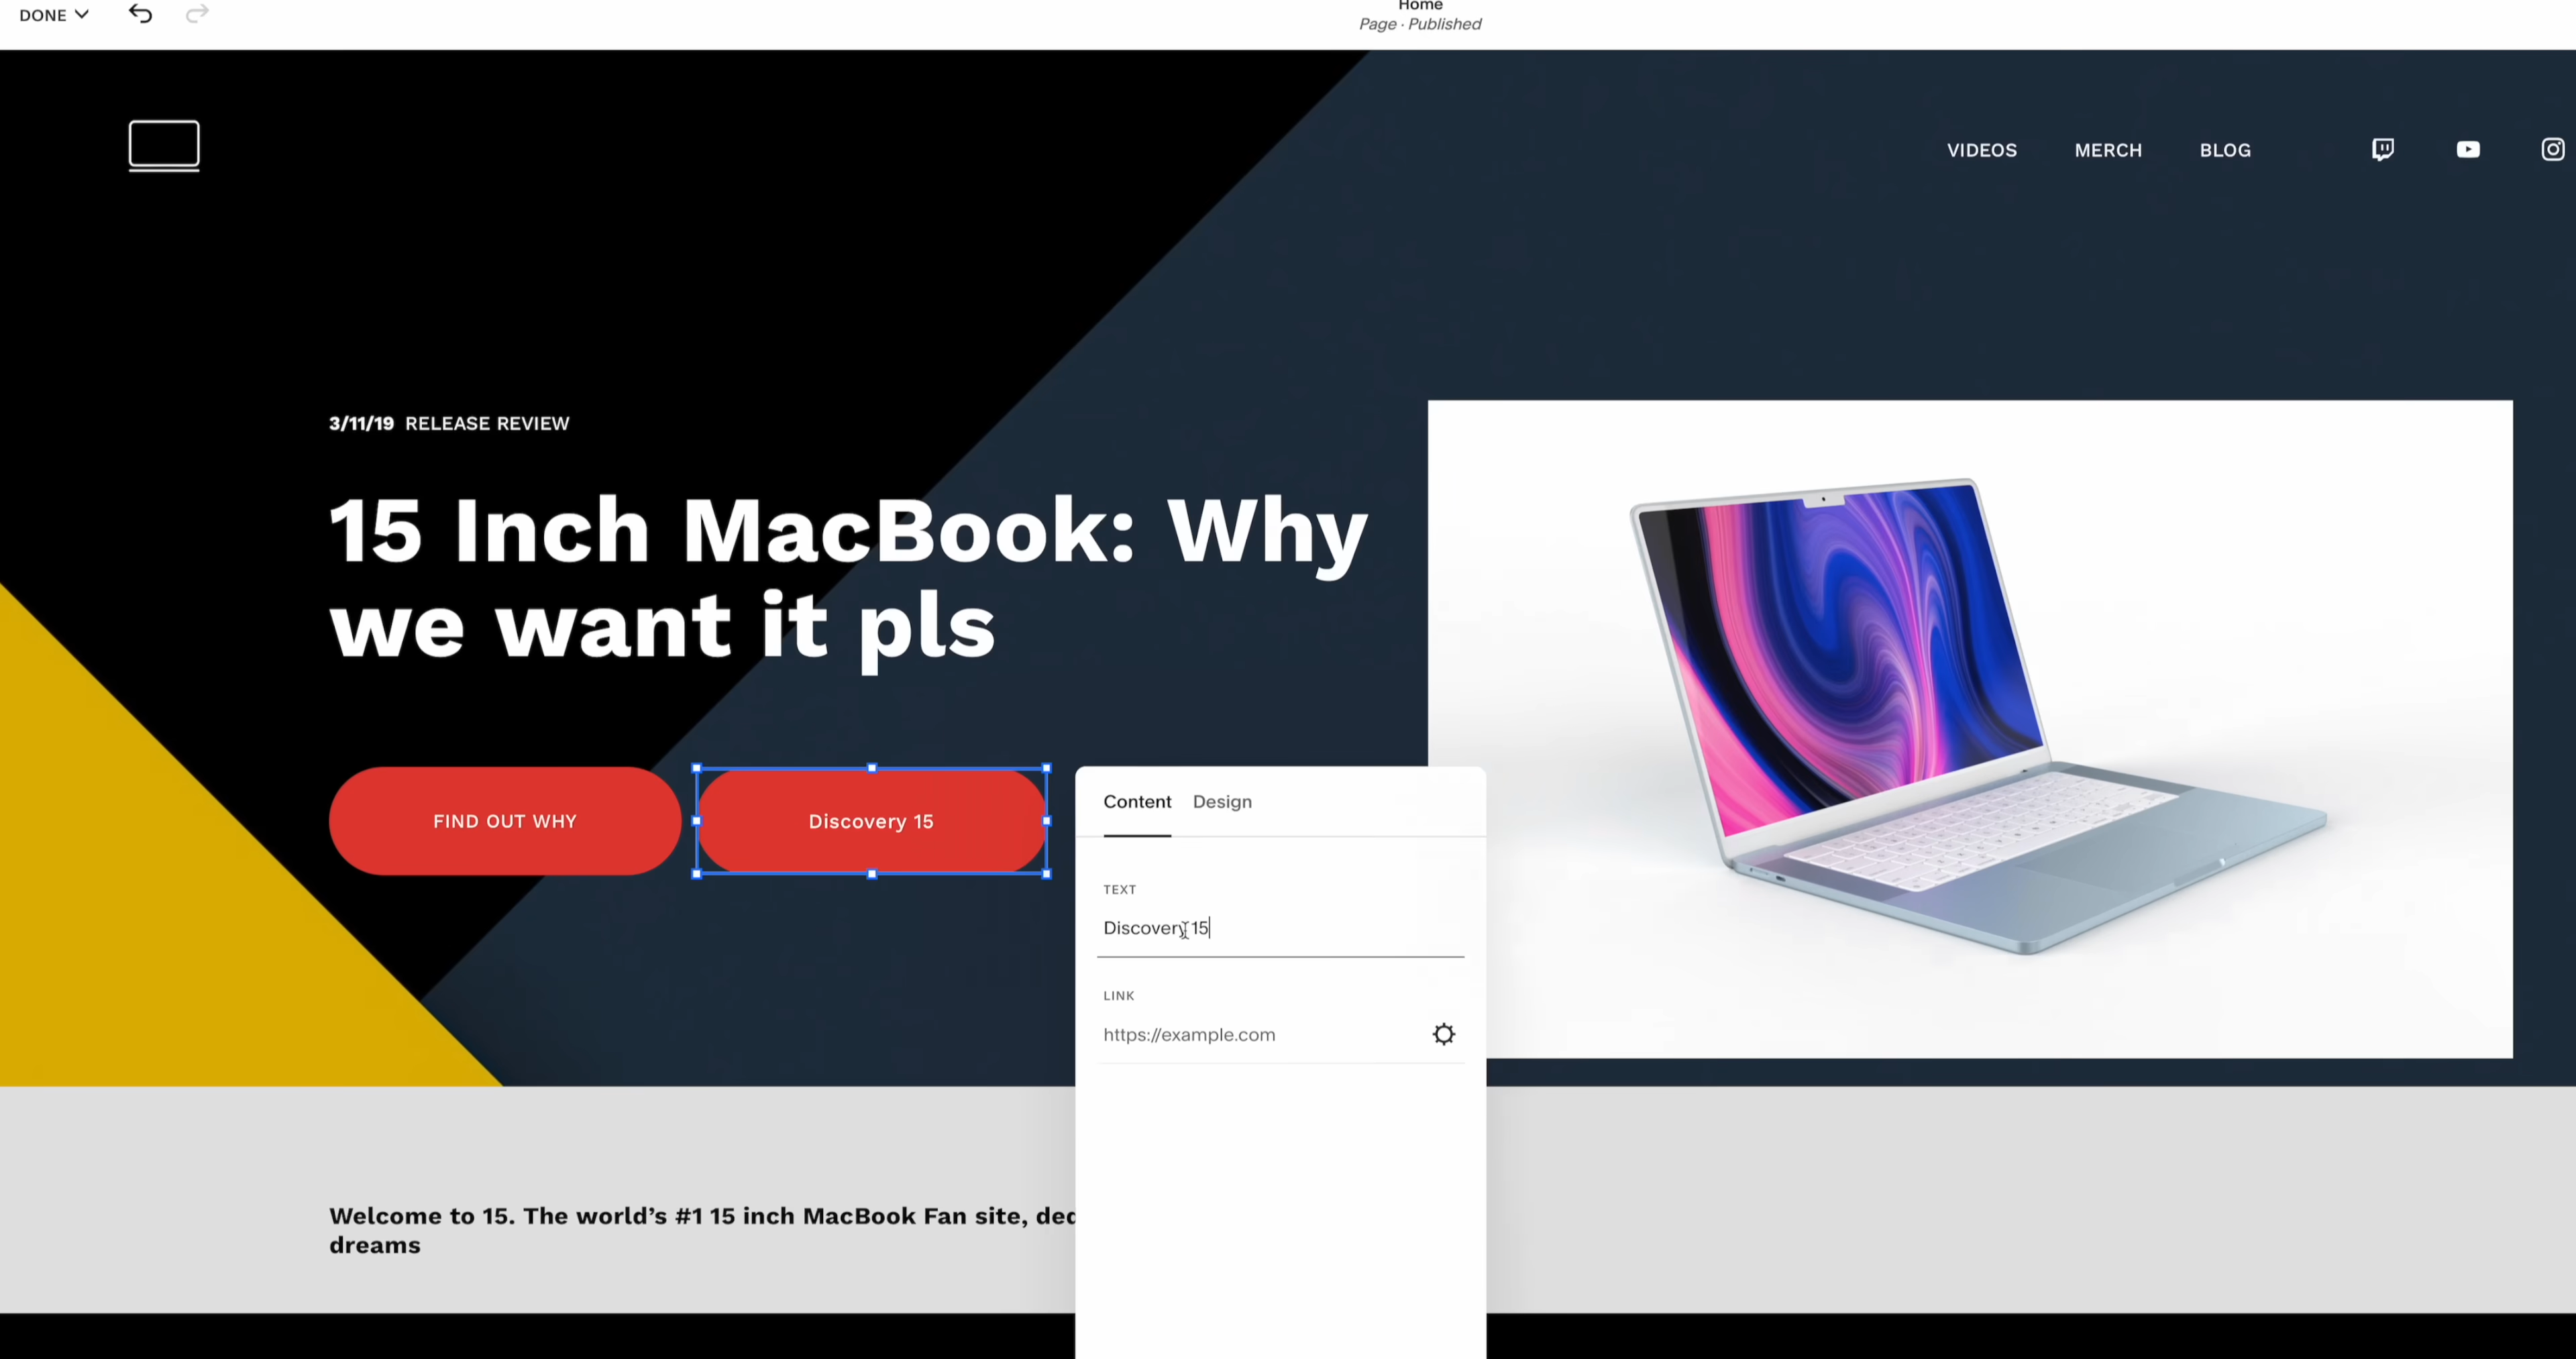 DONE
Home
Page · Published
VIDEOS MERCH BLOG
3/11/19 RELEASE REVIEW
15 Inch MacBook: Why
we want it pls
FIND OUT WHY
Discovery 15
Content Design
TEXT
Discovery 15
LINK
https://example.com
Welcome to 15. The world’s #1 15 inch MacBook Fan site, ded
dreams